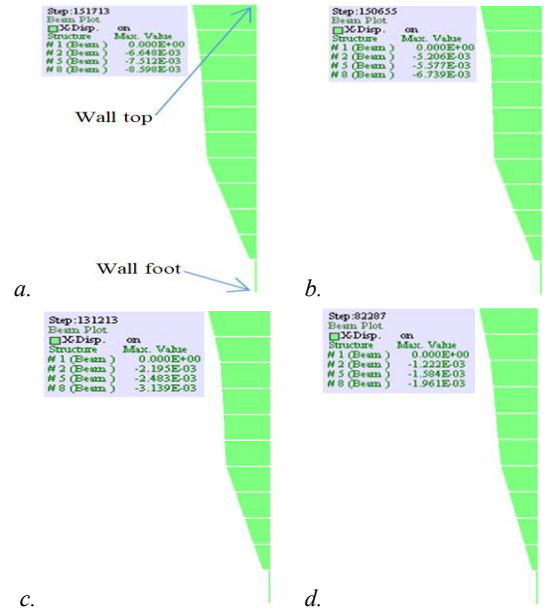 Step:151713
Beam Plot
X-Disp. on
Structure Max. Value
# 1 (Beam ) 0.000E+00
# 2 (Beam ) -6.648E-03
# 5 (Beam ) -7.512E-03
# 8 (Beam ) -8.598E-03
Wall top
Wall foot
a.
Step:150655
Beam Plot
X-Disp. on
Structure Max. Value
# 1 (Beam ) 0.000E+00
# 2 (Beam ) -5.206E-03
# 5 (Beam ) -5.577E-03
# 8 (Beam ) -6.739E-03
b.
Step:131213
Beam Plot
X-Disp. on
Structure Max. Value
# 1 (Beam ) 0.000E+00
# 2 (Beam ) -2.195E-03
# 5 (Beam ) -2.483E-03
# 8 (Beam ) -3.139E-03
c.
Step:82287
Beam Plot
X-Disp. on
Structure Max. Value
# 1 (Beam ) 0.000E+00
# 2 (Beam ) -1.222E-03
# 5 (Beam ) -1.584E-03
# 8 (Beam ) -1.961E-03
d.